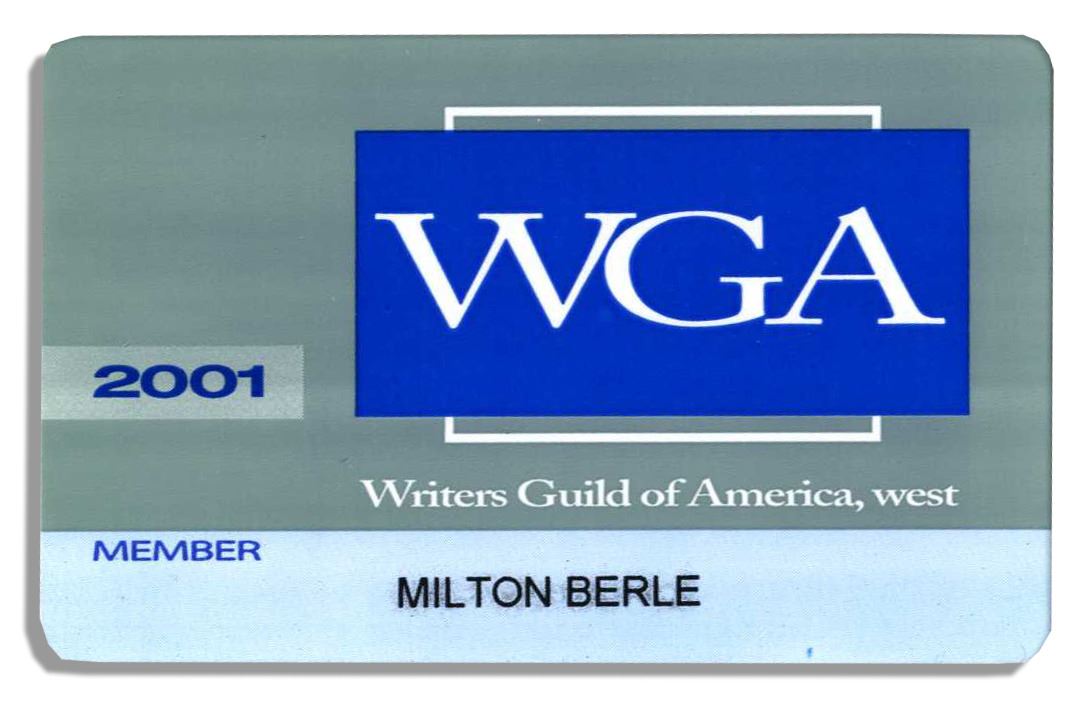 WGA
2001
Writers Guild of America, west
MEMBER
MILTON BERLE